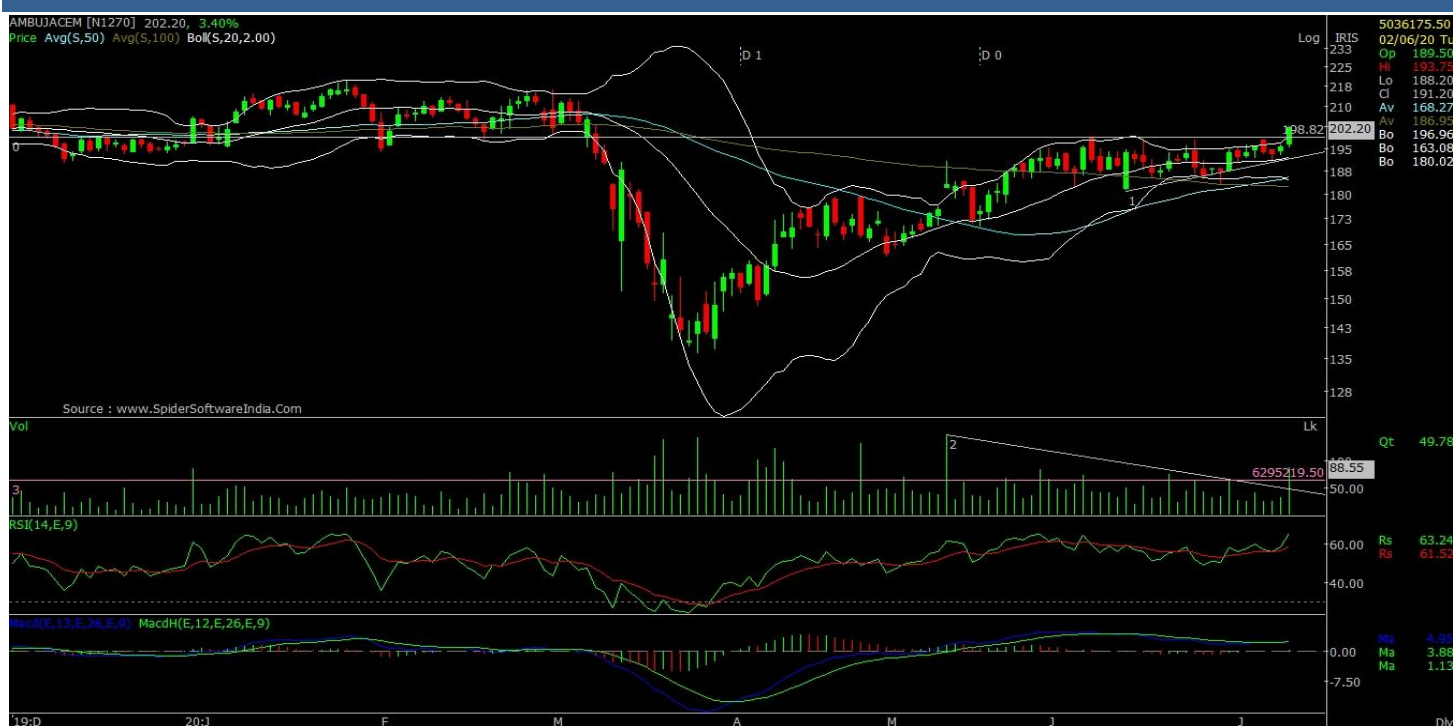 AMBUJACEM [N1270] 202.20, 3.40%
Price Avg(S,50) Avg(S,100) Boll(S,20,2.00)
Log IRIS
D 1
D 0
233
225
218
210
202.20
198.82
195
188
180
173
165
158
150
143
135
128
0
1
5036175.50
02/06/20 Tu
Op 189.50
Hi 193.75
Lo 188.20
Cl 191.20
Av 168.27
Av 186.95
Bo 196.96
Bo 163.08
Bo 180.02
Source : www.SpiderSoftwareIndia.Com
Vol
Lk
2
3
6295219.50
88.55
50.00
Qt 49.78
RSI(14,E,9)
60.00
40.00
Rs 63.24
Rs 61.52
Macd(E,13,E,26,E,9) MacdH(E,12,E,26,E,9)
0.00
-7.50
Ma 4.95
Ma 3.88
Ma 1.13
'19:D 20:J F M A M J J Dly